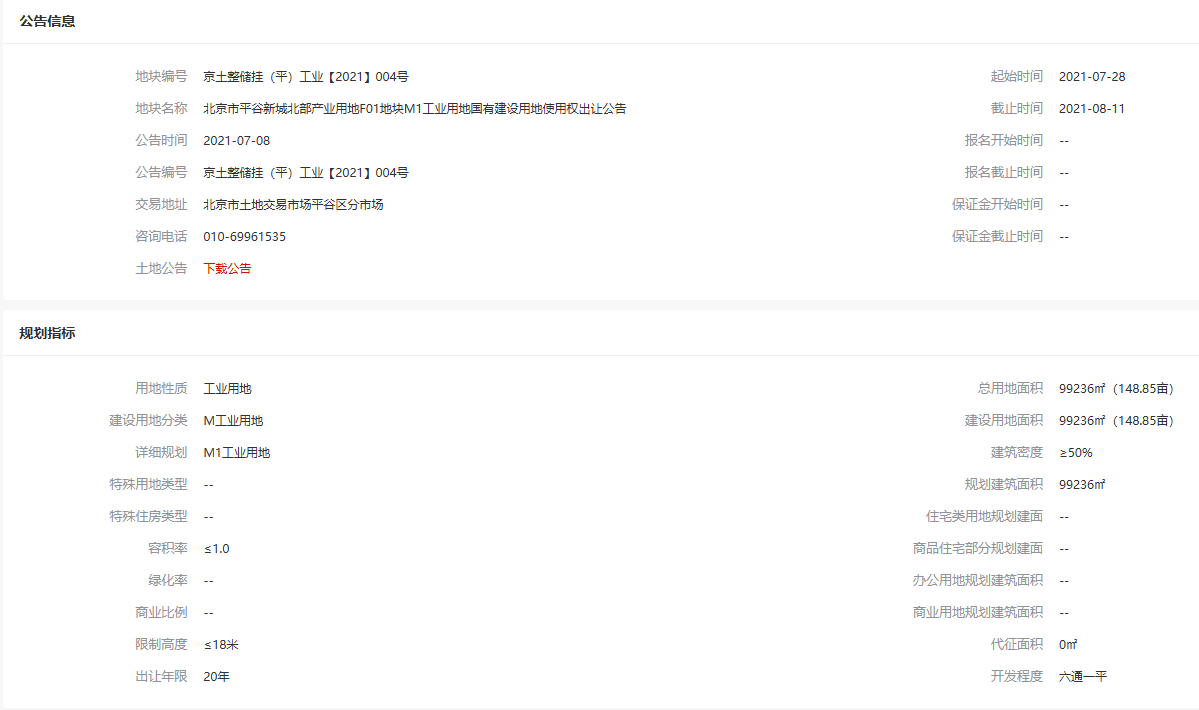 公告信息
地块编号 京土整储挂（平）工业【2021】004号 起始时间 2021-07-28
地块名称 北京市平谷新城北部产业用地F01地块M1工业用地国有建设用地使用权出让公告 截止时间 2021-08-11
公告时间 2021-07-08 报名开始时间 --
公告编号 京土整储挂（平）工业【2021】004号 报名截止时间 --
交易地址 北京市土地交易市场平谷区分市场 保证金开始时间 --
咨询电话 010-69961535 保证金截止时间 --
土地公告 下载公告
规划指标
用地性质 工业用地 总用地面积 99236㎡（148.85亩）
建设用地分类 M工业用地 建设用地面积 99236㎡（148.85亩）
详细规划 M1工业用地 建筑密度 ≥50%
特殊用地类型 -- 规划建筑面积 99236㎡
特殊住房类型 -- 住宅类用地规划建面 --
容积率 ≤1.0 商品住宅部分规划建面 --
绿化率 -- 办公用地规划建筑面积 --
商业比例 -- 商业用地规划建筑面积 --
限制高度 ≤18米 代征面积 0㎡
出让年限 20年 开发程度 六通一平